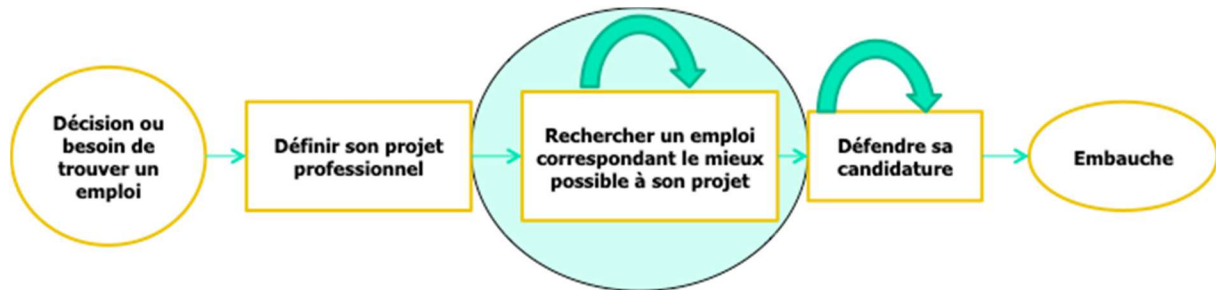 Décision ou
besoin de
trouver un
emploi
Définir son projet
professionnel
Rechercher un emploi
correspondant le mieux
possible à son projet
Défendre sa
candidature
Embauche